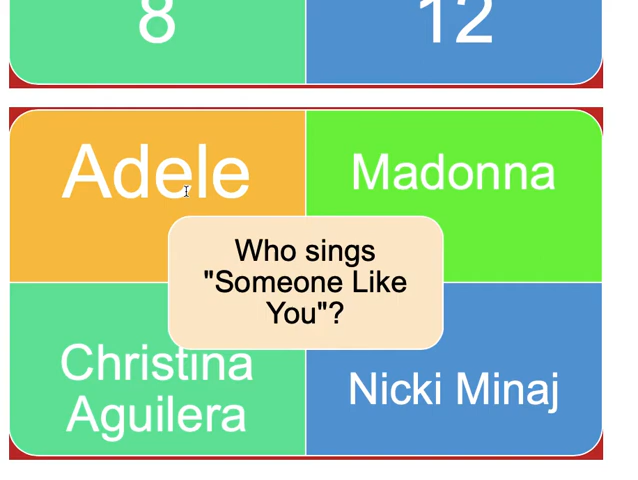 8
12
Adele
Madonna
Who sings
"Someone Like
You"?
Christina
Aguilera
Nicki Minaj